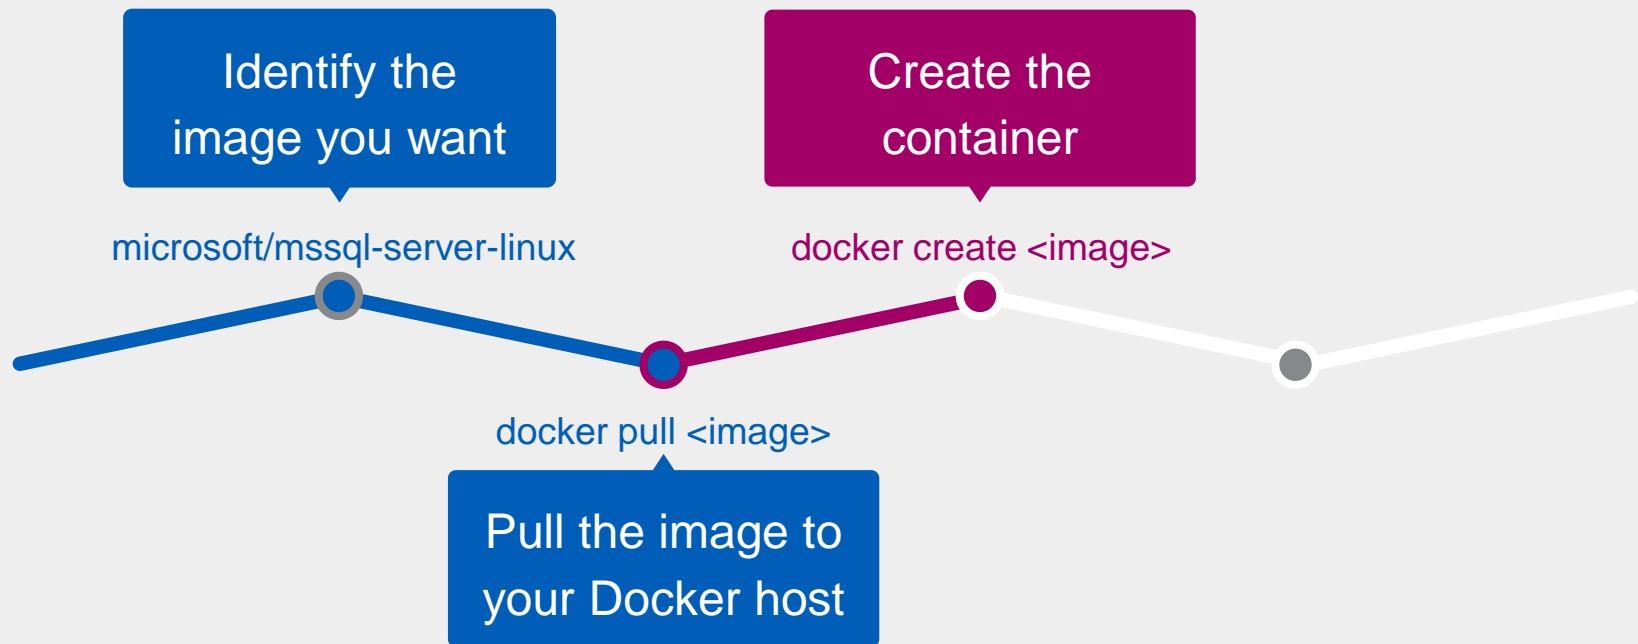 Identify the
image you want
microsoft/mssql-server-linux
docker pull <image>
Pull the image to
your Docker host
Create the
container
docker create <image>